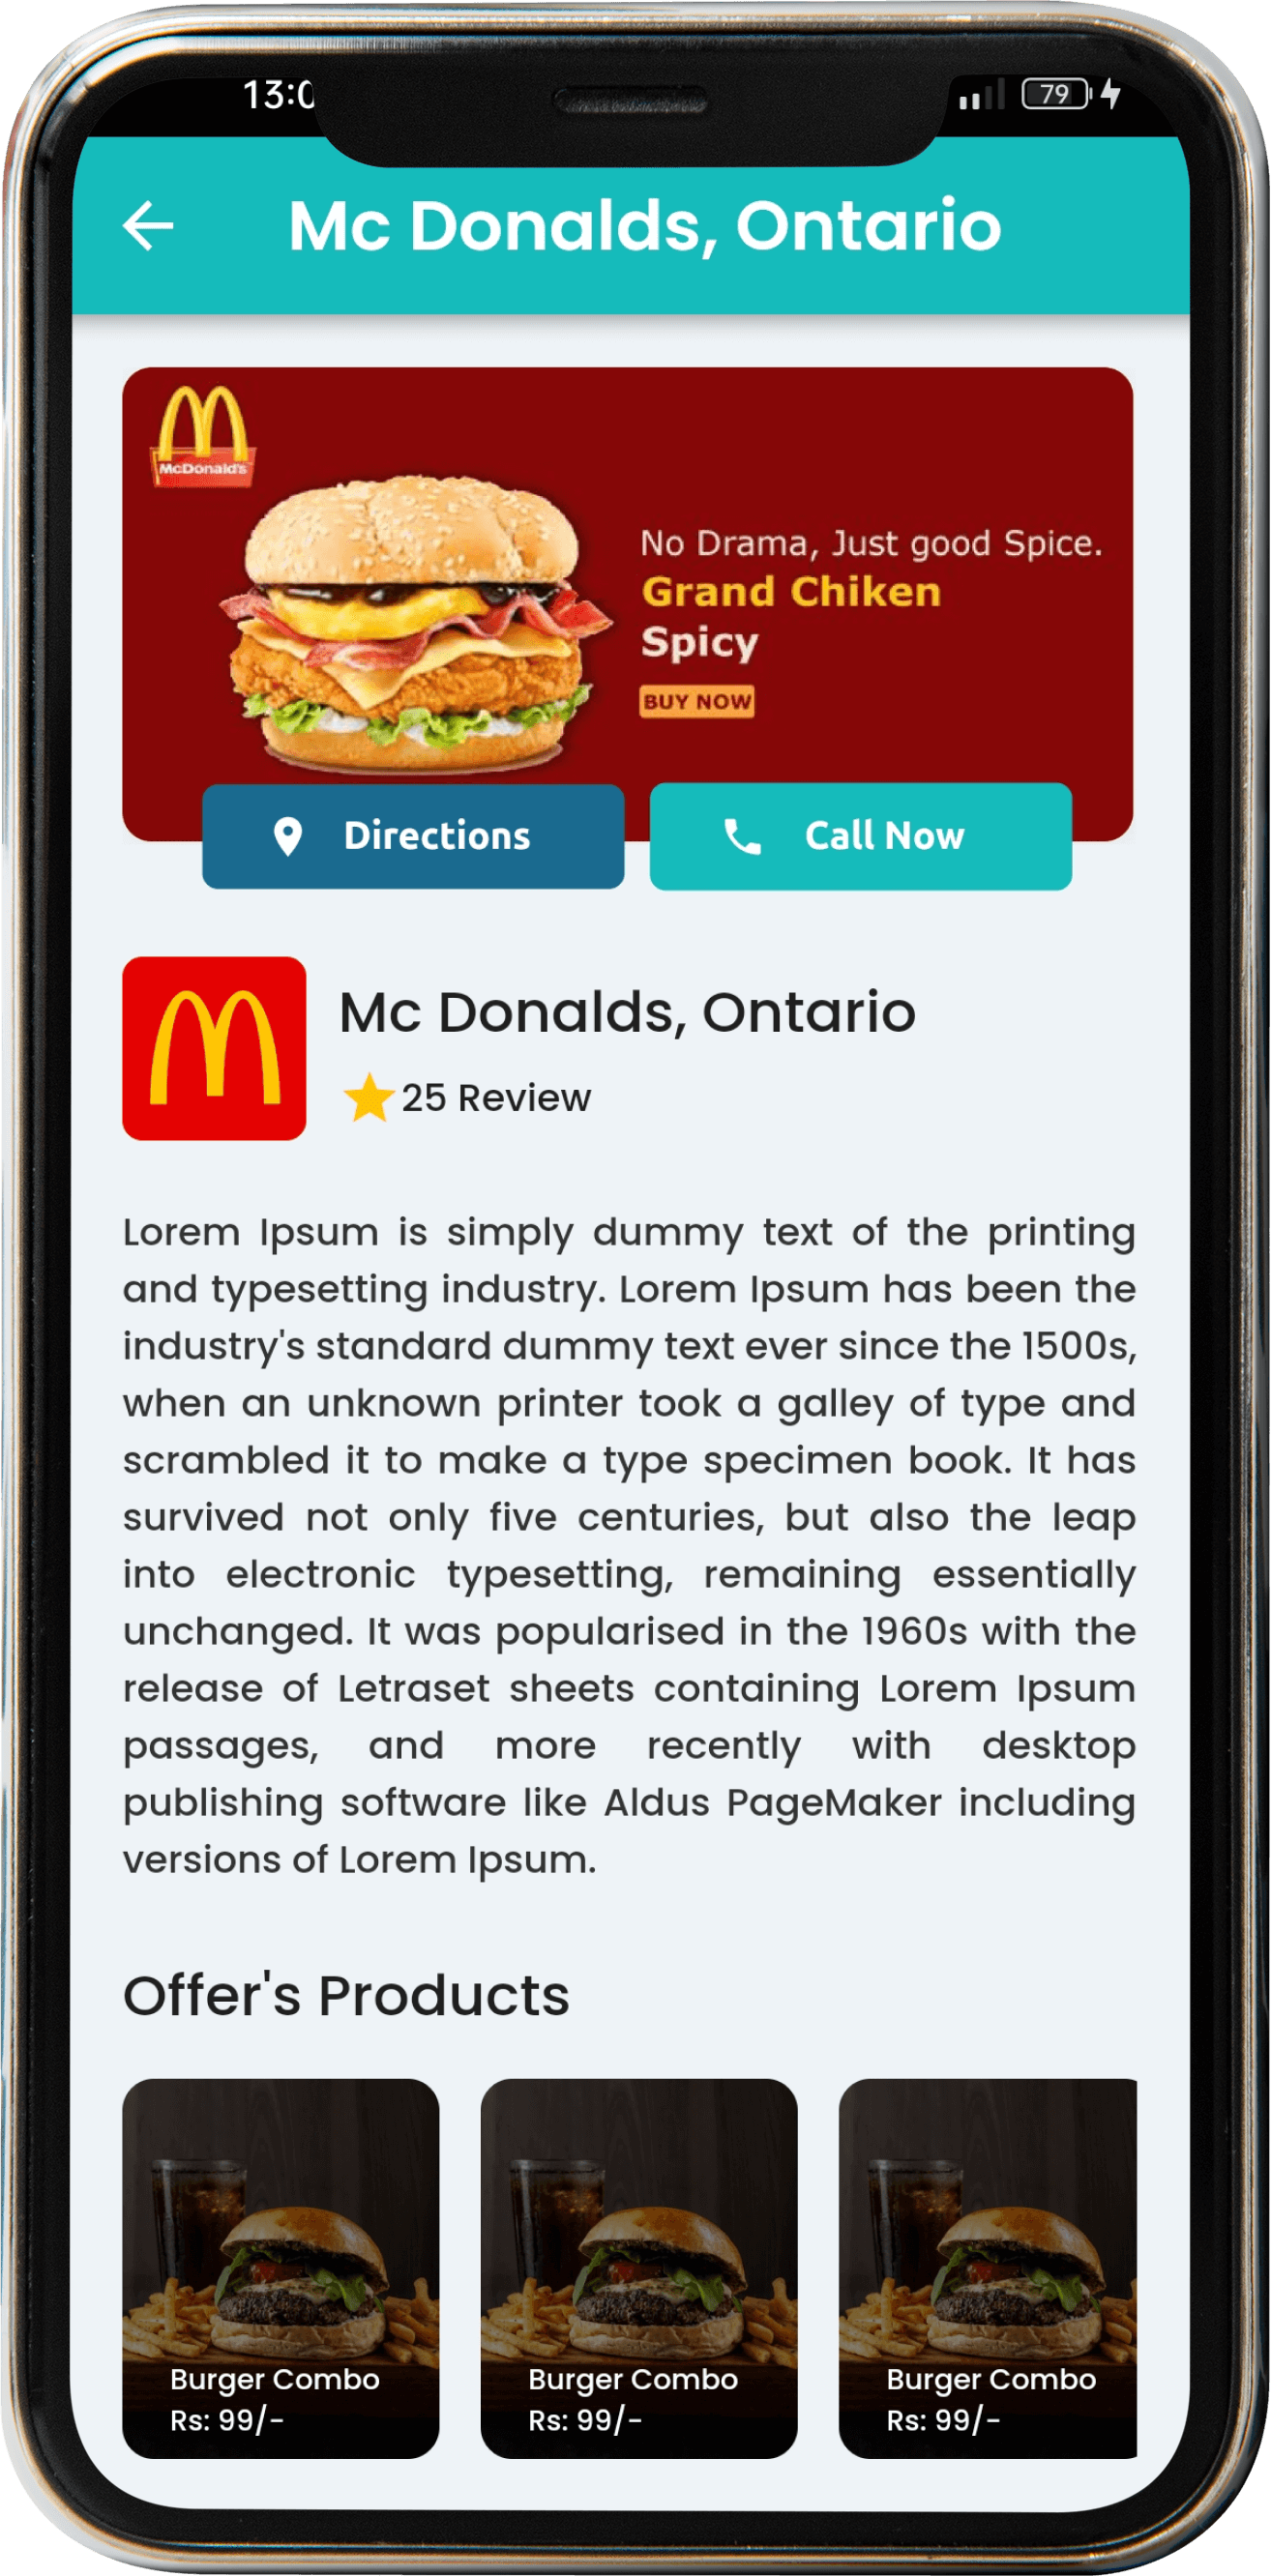 13:0
79
Mc Donalds, Ontario
McDonald's
No Drama, Just good Spice.
Grand Chiken
Spicy
BUY NOW
Directions
Call Now
Mc Donalds, Ontario
25 Review
Lorem Ipsum is simply dummy text of the printing
and typesetting industry. Lorem Ipsum has been the
industry's standard dummy text ever since the 1500s,
when an unknown printer took a galley of type and
scrambled it to make a type specimen book. It has
survived not only five centuries, but also the leap
into electronic typesetting, remaining essentially
unchanged. It was popularised in the 1960s with the
release of Letraset sheets containing Lorem Ipsum
passages, and more recently with desktop
publishing software like Aldus PageMaker including
versions of Lorem Ipsum.
Offer's Products
Burger Combo
Rs: 99/-
Burger Combo
Rs: 99/-
Burger Combo
Rs: 99/-